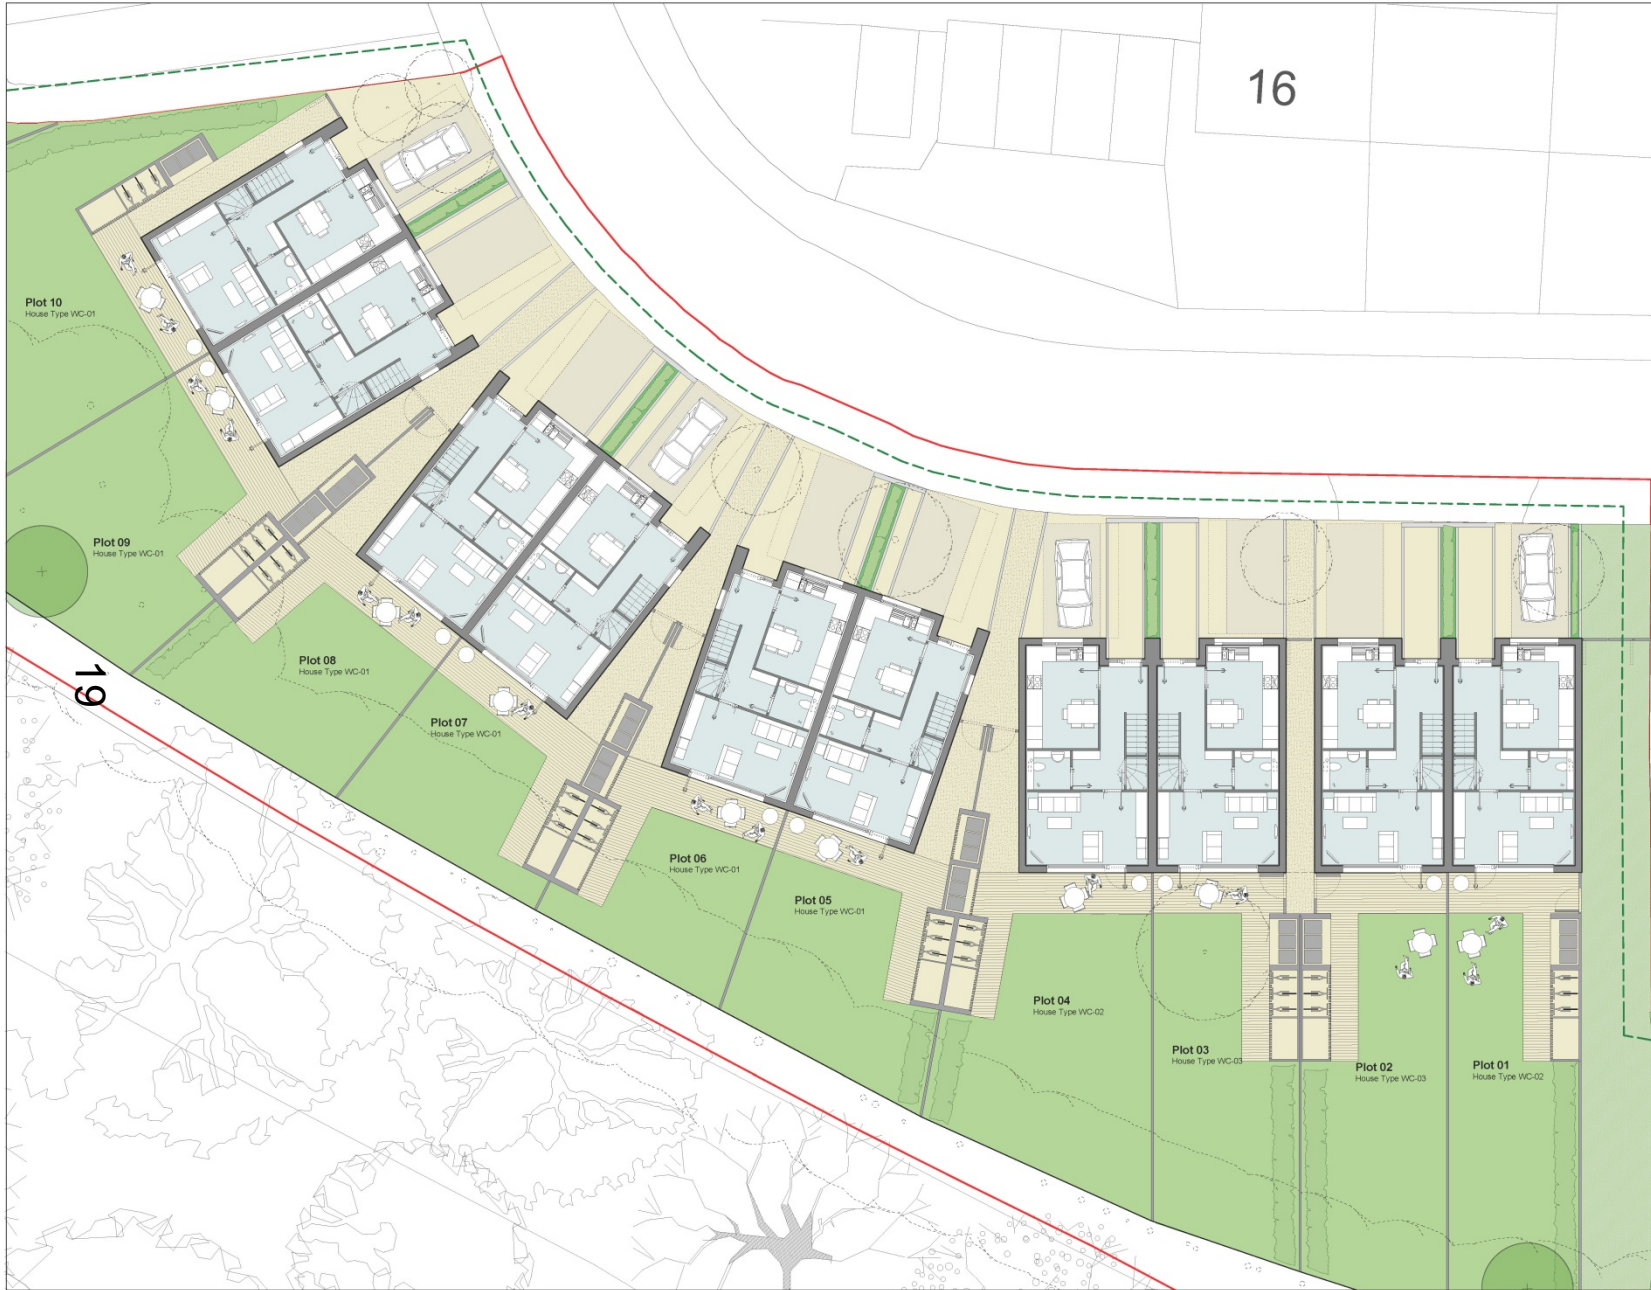 16
Plot 10
House Type WC-01
Plot 09
House Type WC-01
Plot 08
House Type WC-01
19
Plot 07
House Type WC-01
Plot 06
House Type WC-01
Plot 05
House Type WC-01
Plot 04
House Type WC-02
Plot 03
House Type WC-03
Plot 02
House Type WC-03
Plot 01
House Type WC-02